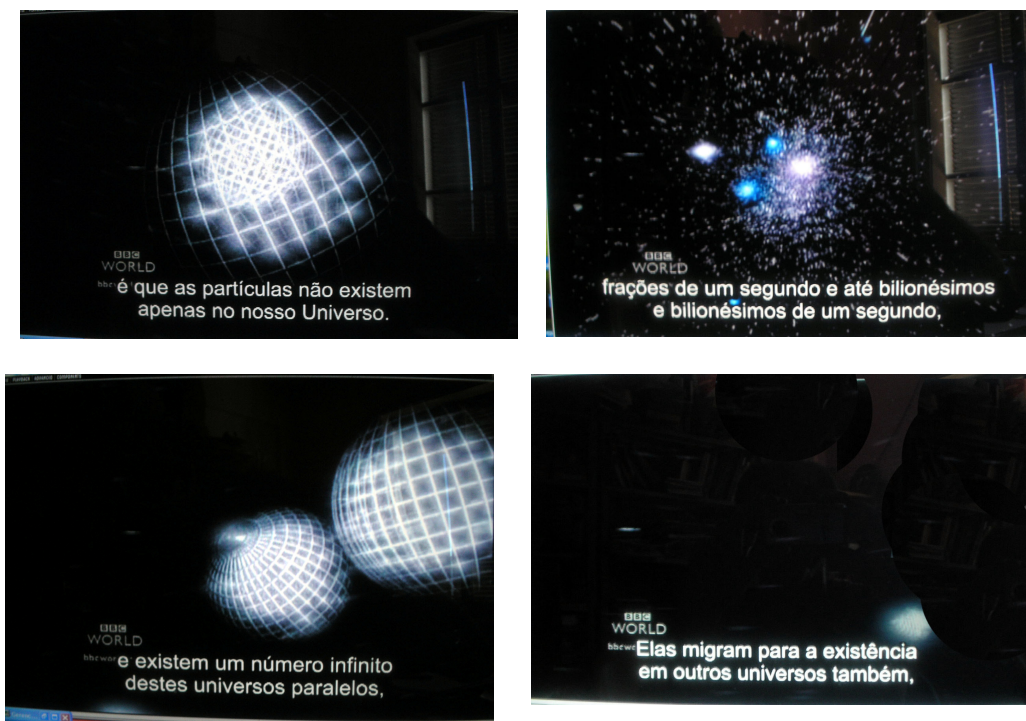 BBC
WORLD
é que as partículas não existem
apenas no nosso Universo.
BBC
WORLD
frações de um segundo e até bilionésimos
e bilionésimos de um segundo,
BBC
WORLD
e existem um número infinito
destes universos paralelos,
BBC
WORLD
Elas migram para a existência
em outros universos também,